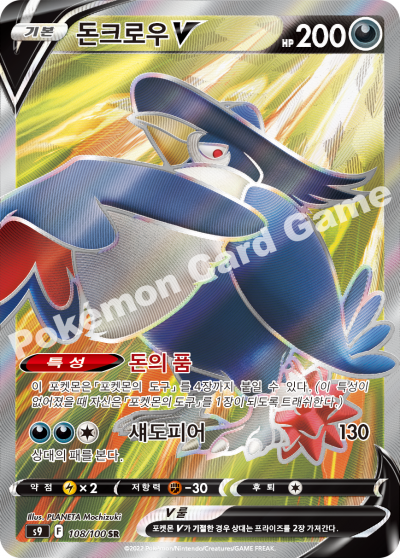 기본 돈크로우 V HP 200
Pokémon Card Game
특성 돈의 품
이 포켓몬은 「포켓몬의 도구」를 4장까지 붙일 수 있다. (이 특성이
없어졌을 때 자신은 「포켓몬의 도구」를 1장이 되도록 트래쉬한다.)
섀도피어 130
상대의 패를 본다.
약점 ×2 저항력 -30 후퇴
Illus. PLANETA Mochizuki
V 룰
s9 F 108/100 SR
포켓몬 V가 기절한 경우 상대는 프라이즈를 2장 가져간다.
©2022 Pokémon/Nintendo/Creatures/GAME FREAK.